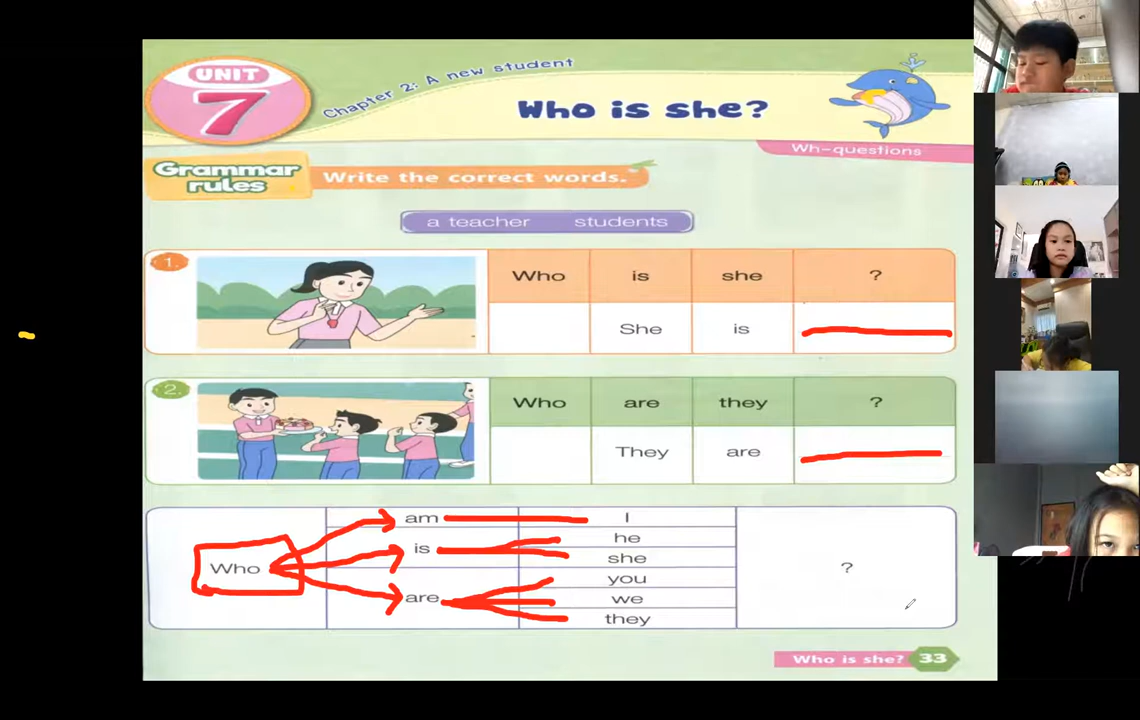 UNIT
7
Chapter 2: A new student
Who is she?
Wh-questions
Grammar
rules
Write the correct words.
a teacher students
1.
Who is she ?
She is
2.
Who are they ?
They are
Who
am I
is he
she
are you
we
they
?
Who is she? 33